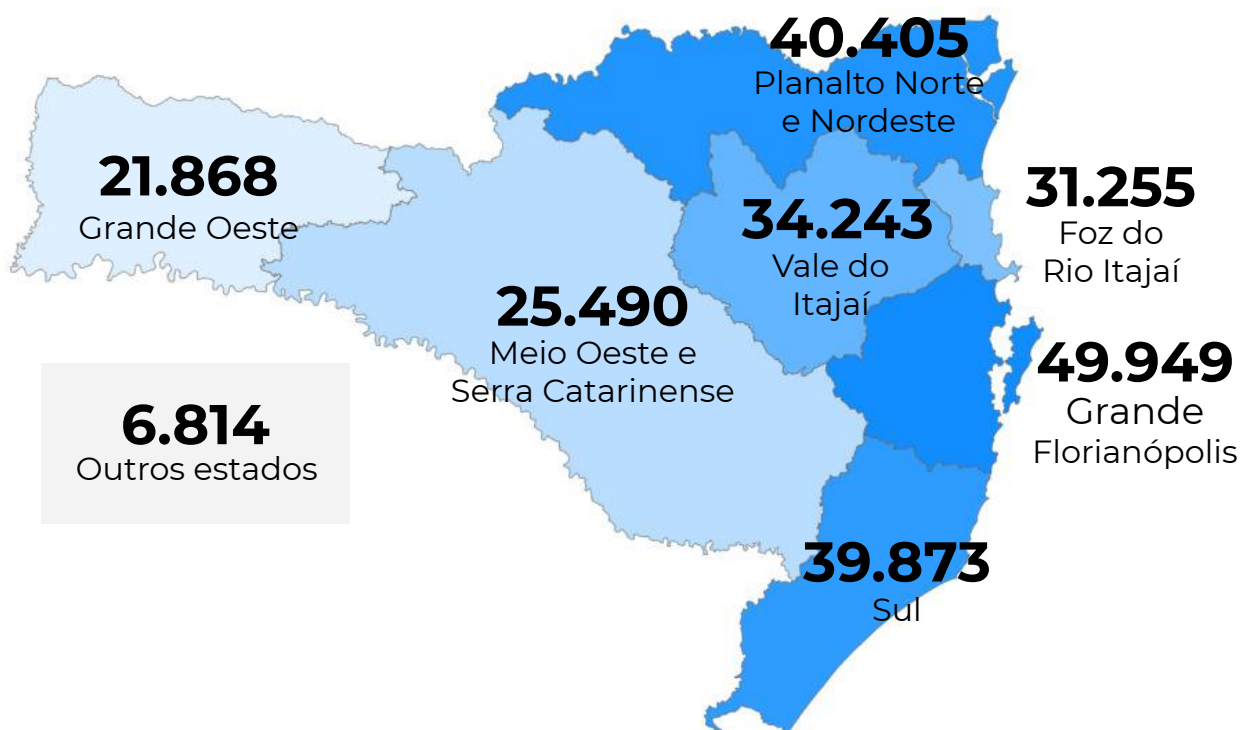 40.405
Planalto Norte
e Nordeste
21.868
Grande Oeste
34.243
Vale do
Itajaí
31.255
Foz do
Rio Itajaí
25.490
Meio Oeste e
Serra Catarinense
49.949
Grande
Florianópolis
6.814
Outros estados
39.873
Sul